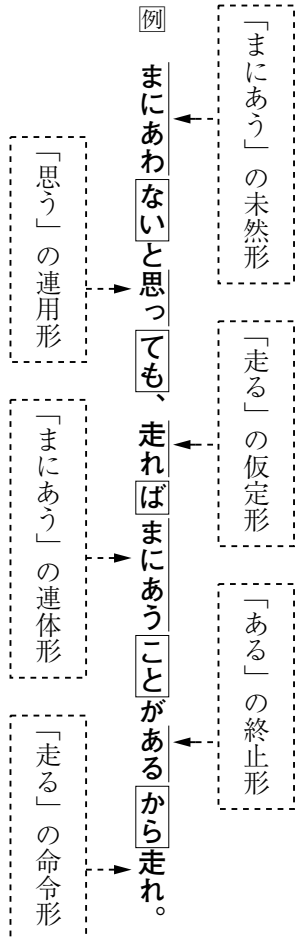 「まにあう」の未然形
「走る」の仮定形
「ある」の終止形
例 まにあわないと思っても、走ればまにあうことがあるから走れ。
「思う」の連用形
「まにあう」の連体形
「走る」の命令形